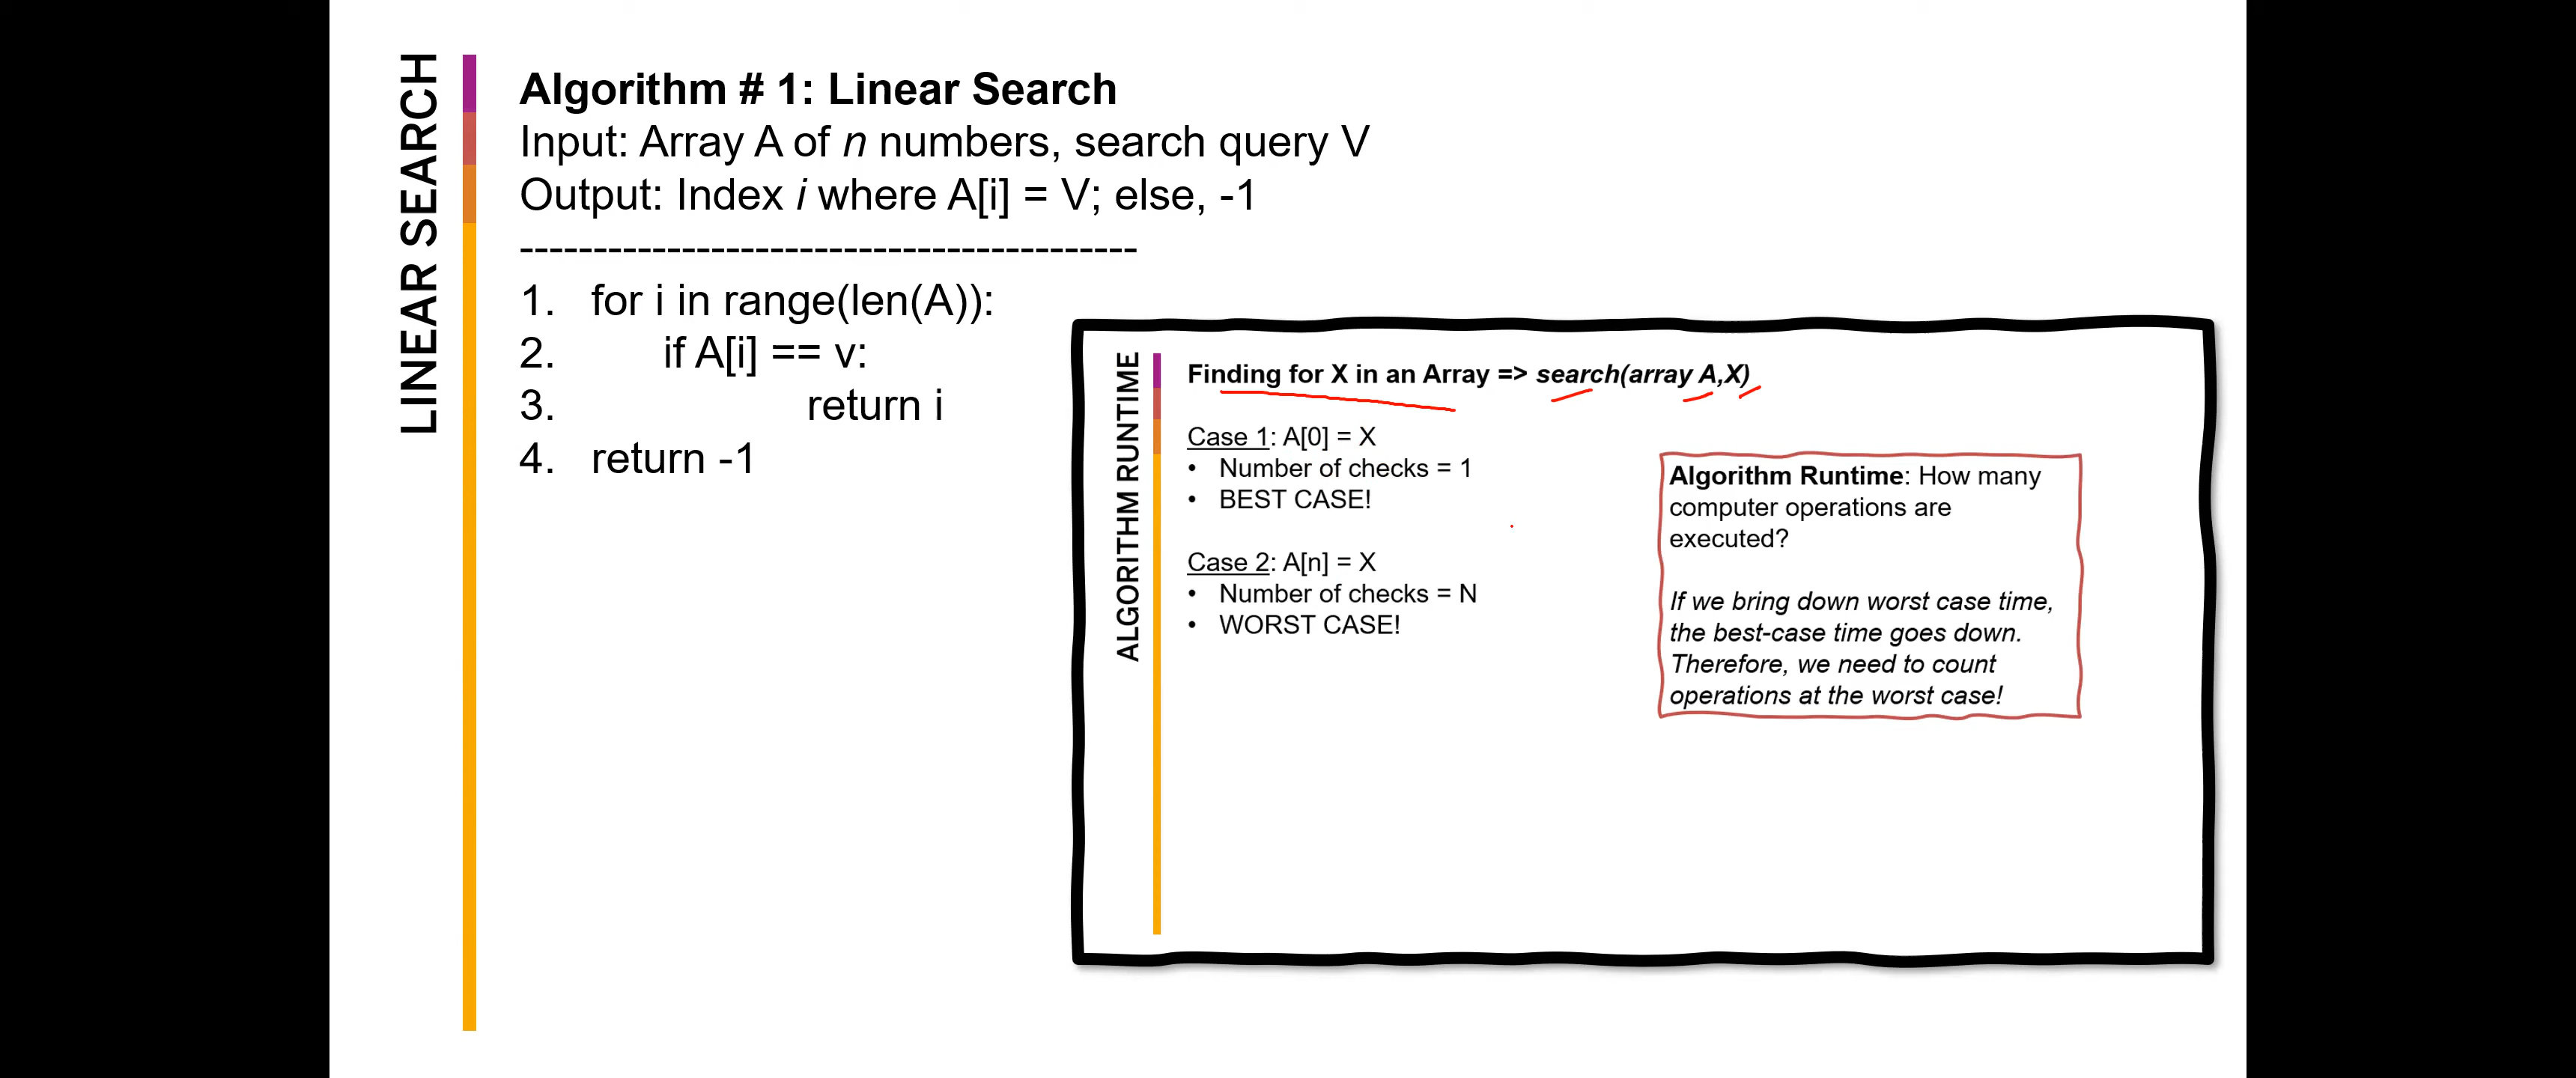 LINEAR SEARCH
Algorithm # 1: Linear Search
Input: Array A of n numbers, search query V
Output: Index i where A[i] = V; else, -1
------------------------------------------
1. for i in range(len(A)):
2. if A[i] == v:
3. return i
4. return -1
ALGORITHM RUNTIME
Finding for X in an Array => search(array A,X)
Case 1: A[0] = X
• Number of checks = 1
• BEST CASE!
Case 2: A[n] = X
• Number of checks = N
• WORST CASE!
Algorithm Runtime: How many
computer operations are
executed?
If we bring down worst case time,
the best-case time goes down.
Therefore, we need to count
operations at the worst case!